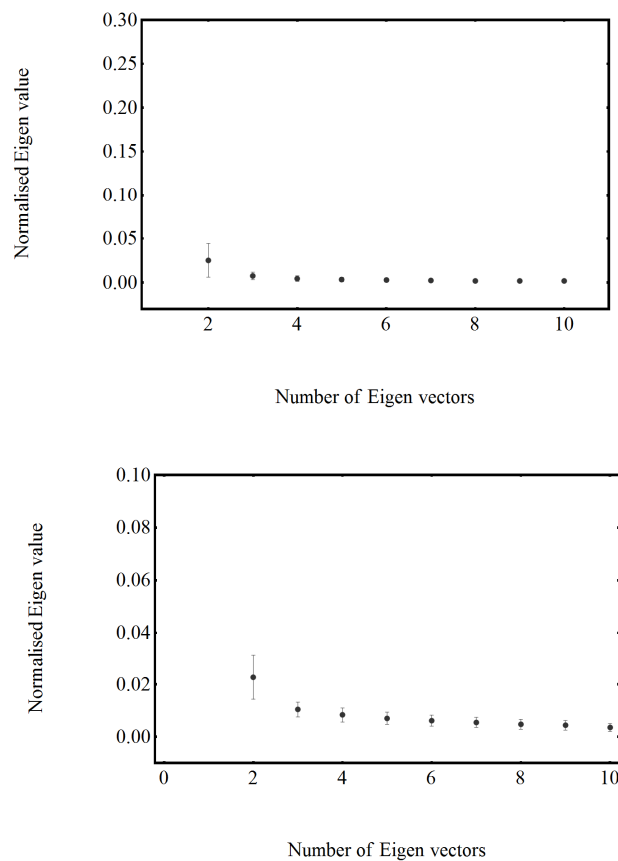 0.30
0.25
0.20
0.15
0.10
0.05
0.00
Normalised Eigen value
2 4 6 8 10
Number of Eigen vectors
0.10
0.08
0.06
0.04
0.02
0.00
Normalised Eigen value
0 2 4 6 8 10
Number of Eigen vectors